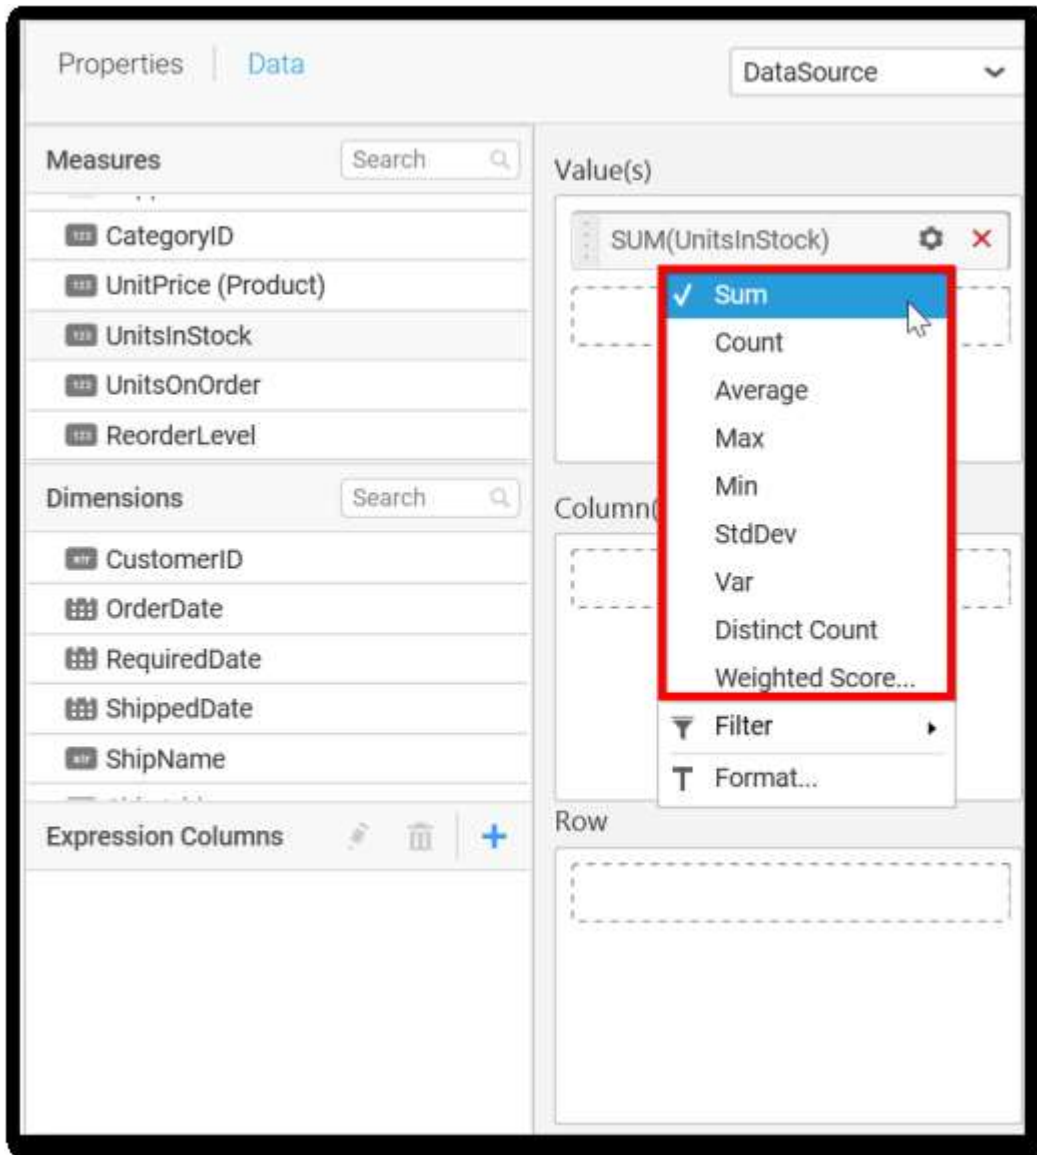 Properties
Data
DataSource
Measures
Search
CategoryID
UnitPrice (Product)
UnitsInStock
UnitsOnOrder
ReorderLevel
Dimensions
Search
CustomerID
OrderDate
RequiredDate
ShippedDate
ShipName
Expression Columns
Value(s)
SUM(UnitsInStock)
Sum
Count
Average
Max
Min
StdDev
Var
Distinct Count
Weighted Score...
Filter
Format...
Column(
Row